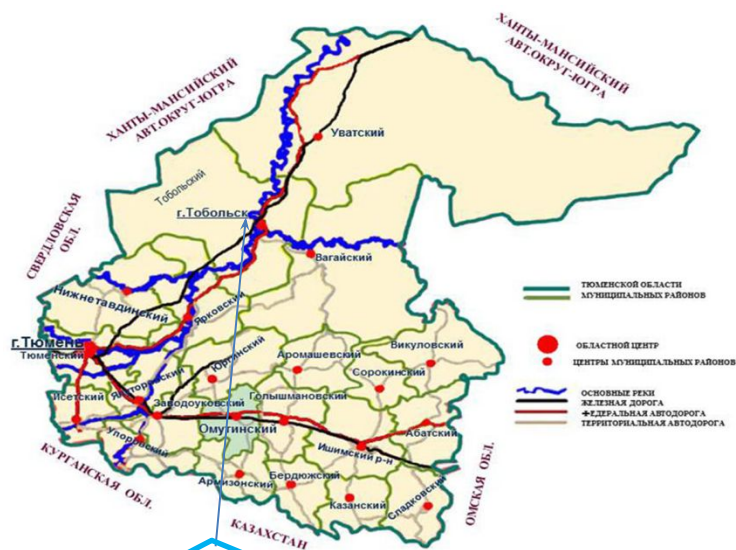 ХАНТЫ-МАНСИЙСКИЙ
АВТ.ОКРУГ-ЮГРА
ХАНТЫ-МАНСИЙСКИЙ
АВТ.ОКРУГ-ЮГРА
Уватский
Тобольский
г.Тобольск
СВЕРДЛОВСКАЯ
ОБЛ.
Вагайский
Нижнетавдинский
Ярковский
г.Тюмень
Тюменский
ТЮМЕНСКОЙ ОБЛАСТИ
МУНИЦИПАЛЬНЫХ РАЙОНОВ
ОБЛАСТНОЙ ЦЕНТР
ЦЕНТРЫ МУНИЦИПАЛЬНЫХ РАЙОНОВ
ОСНОВНЫЕ РЕКИ
ЖЕЛЕЗНАЯ ДОРОГА
ФЕДЕРАЛЬНАЯ АВТОДОРОГА
ТЕРРИТОРИАЛЬНАЯ АВТОДОРОГА
Юргинский
Аромашевский
Викуловский
Сорокинский
Исетский
Ялуторовский
Заводоуковский
Голышмановский
Омутинский
Упоровский
Абатский
Ишимский р-н
Армизонский
Бердюжский
Казанский
Сладковский
КУРГАНСКАЯ ОБЛ.
КАЗАХСТАН
ОМСКАЯ ОБЛ.